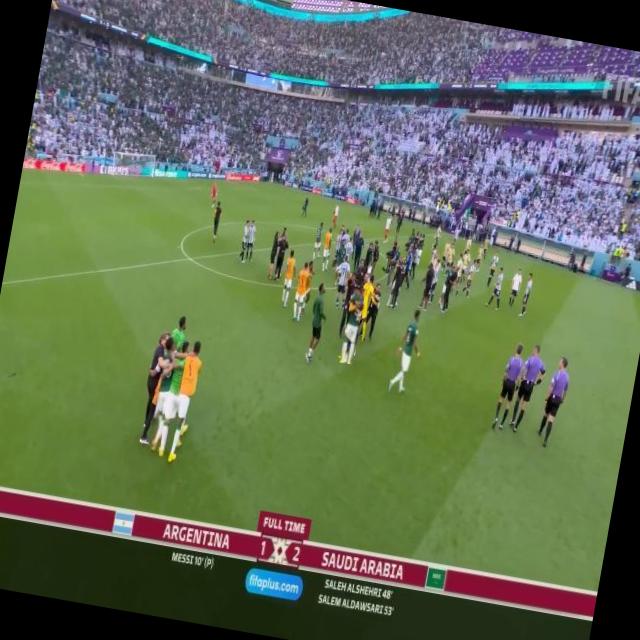 FIFA
FULL TIME
ARGENTINA 1 2 SAUDI ARABIA
MESSI 10' (P)
SALEH ALSHEHRI 48'
SALEM ALDAWSARI 53'
fifaplus.com